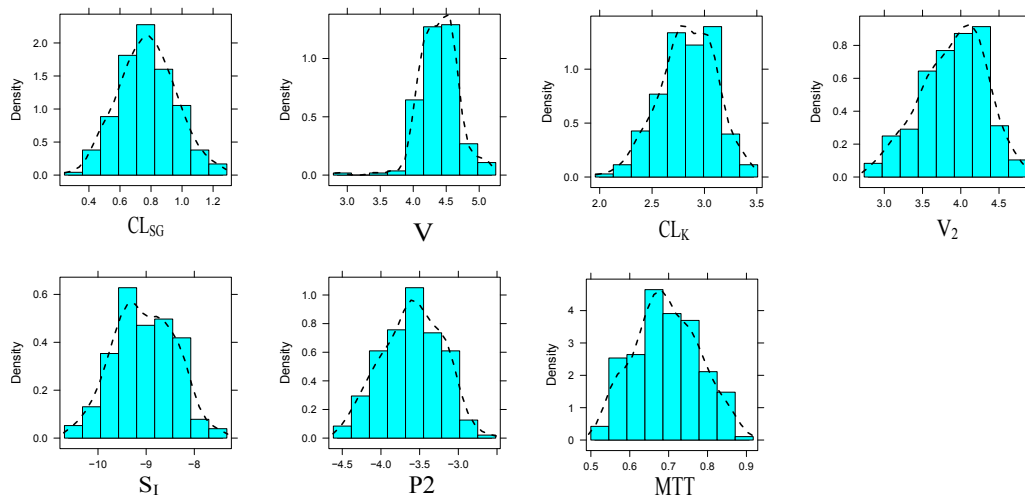 2.0
1.5
1.0
0.5
0.0
Density
0.4 0.6 0.8 1.0 1.2
CL_SG
1.0
0.5
0.0
Density
3.0 3.5 4.0 4.5 5.0
V
1.0
0.5
0.0
Density
2.0 2.5 3.0 3.5
CL_K
0.8
0.6
0.4
0.2
0.0
Density
3.0 3.5 4.0 4.5
V_2
0.6
0.4
0.2
0.0
Density
−10 −9 −8
S_I
1.0
0.8
0.6
0.4
0.2
0.0
Density
−4.5 −4.0 −3.5 −3.0
P2
4
3
2
1
0
Density
0.5 0.6 0.7 0.8 0.9
MTT